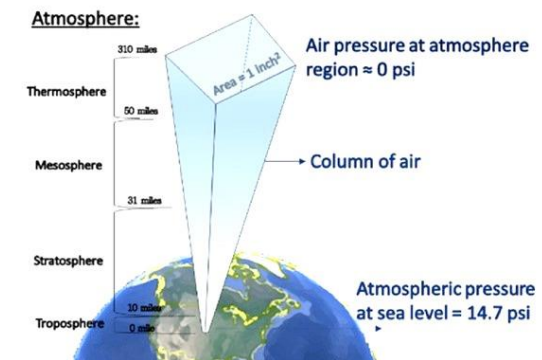 Atmosphere:
310 miles
Air pressure at atmosphere
region ≈ 0 psi
Area = 1 inch²
Thermosphere
50 miles
Mesosphere
Column of air
31 miles
Stratosphere
Atmospheric pressure
at sea level = 14.7 psi
10 miles
Troposphere
0 mile